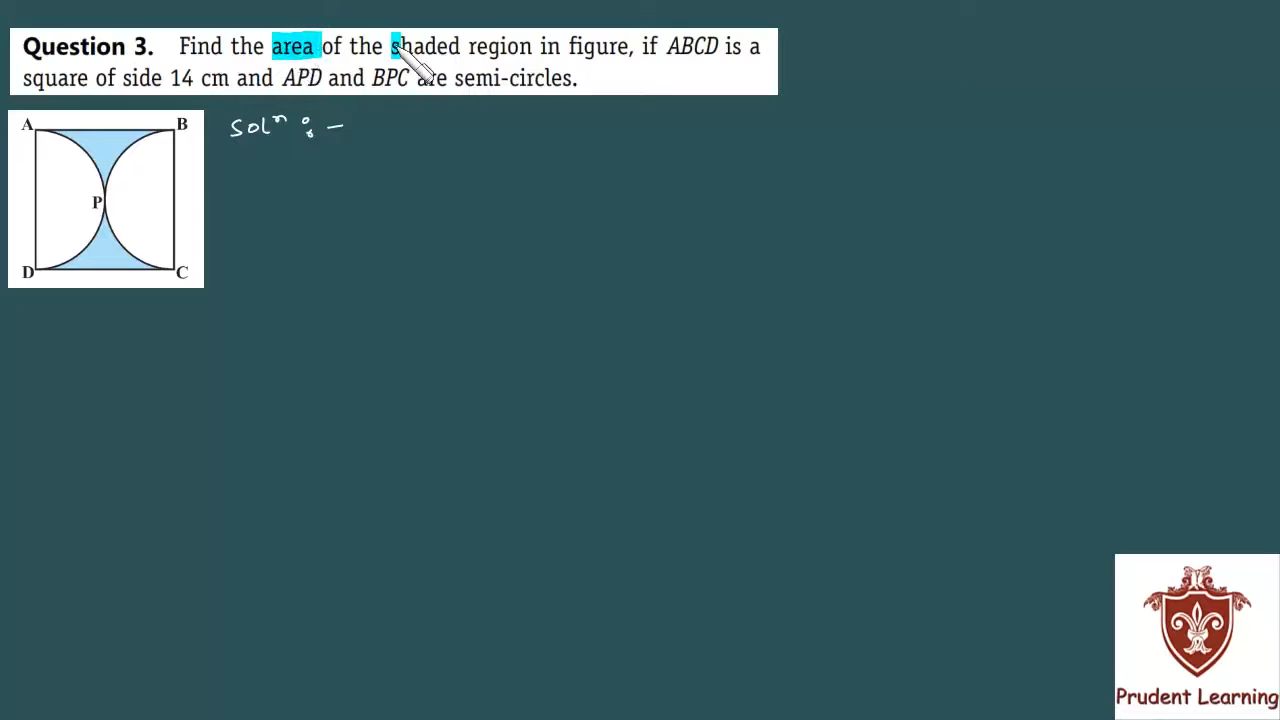 Question 3. Find the area of the shaded region in figure, if ABCD is a
square of side 14 cm and APD and BPC are semi-circles.
A B
P
D C
Solⁿ : –
Prudent Learning